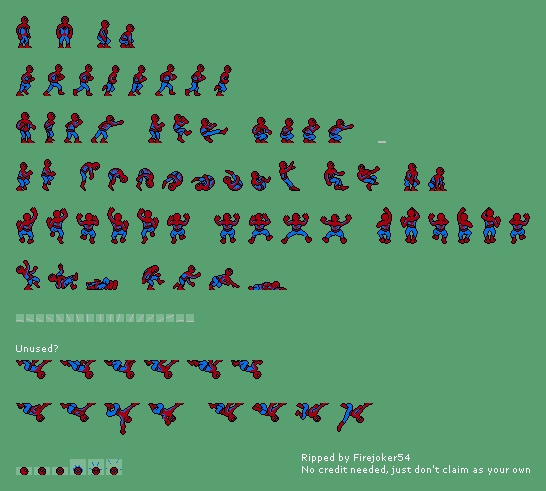 Unused?
Ripped by Firejoker54
No credit needed, just don't claim as your own